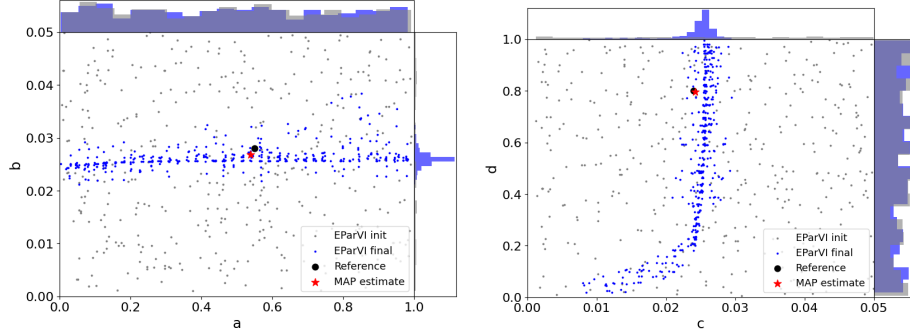 0.05
0.04
0.03
0.02
0.01
0.00
b
0.0
0.2
0.4
0.6
0.8
1.0
a
EParVI init
EParVI final
Reference
MAP estimate
1.0
0.8
0.6
0.4
0.2
0.0
d
0.00
0.01
0.02
0.03
0.04
0.05
c
EParVI init
EParVI final
Reference
MAP estimate